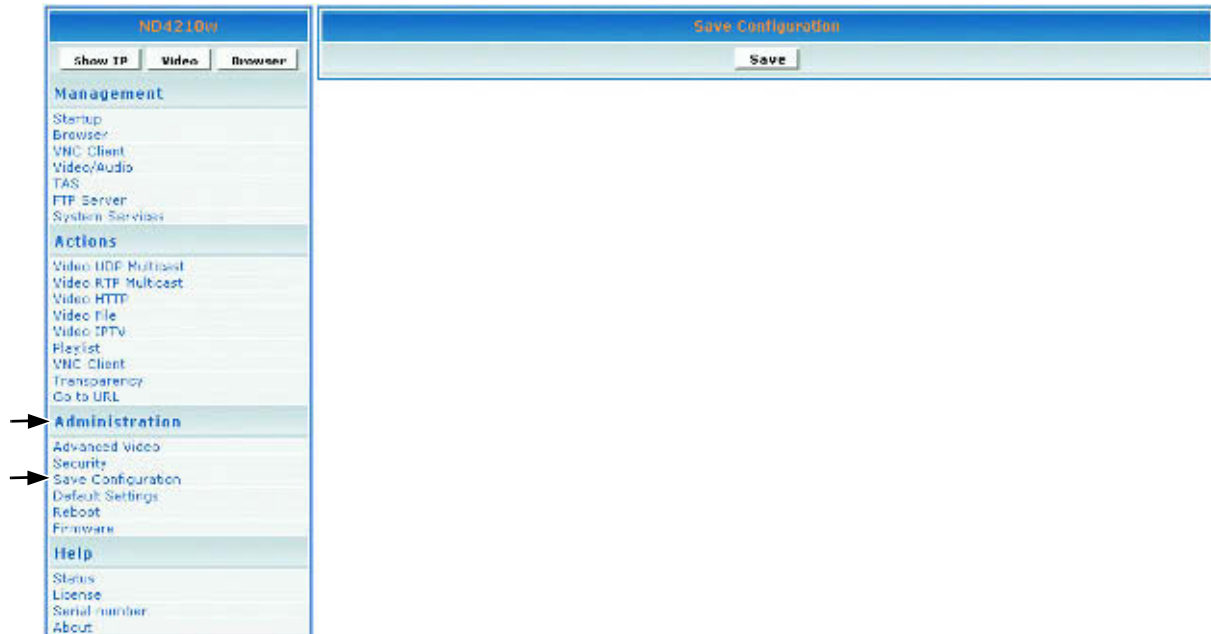 ND4210w
Show IP Video Browser
Management
Startup
Browser
VNC Client
Video/Audio
TAS
FTP Server
System Services
Actions
Video UDP Multicast
Video RTP Multicast
Video HTTP
Video File
Video IPTV
Playlist
VNC Client
Transparency
Go to URL
Administration
Advanced Video
Security
Save Configuration
Default Settings
Reboot
Firmware
Help
Status
License
Serial number
About
Save Configuration
Save